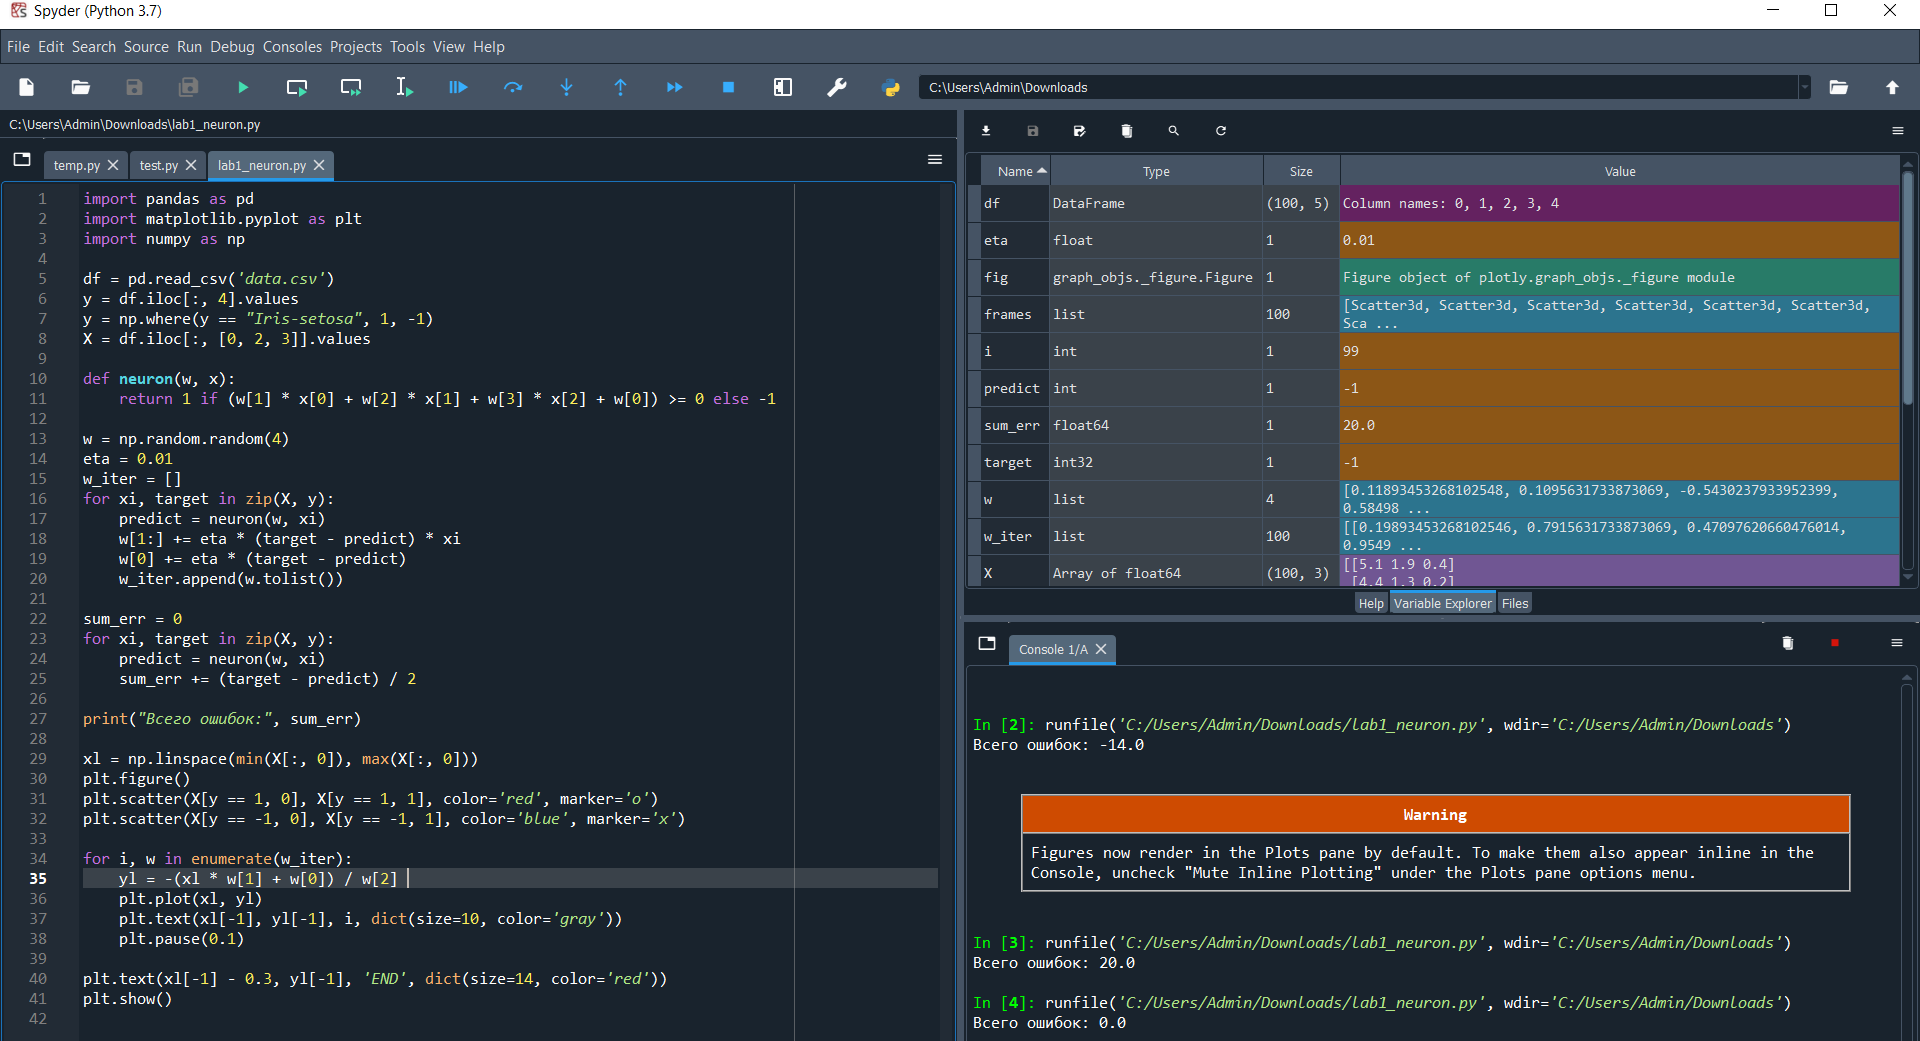 Spyder (Python 3.7)
File Edit Search Source Run Debug Consoles Projects Tools View Help
C:\Users\Admin\Downloads
C:\Users\Admin\Downloads\lab1_neuron.py
temp.py test.py lab1_neuron.py
1 import pandas as pd
2 import matplotlib.pyplot as plt
3 import numpy as np
4
5 df = pd.read_csv('data.csv')
6 y = df.iloc[:, 4].values
7 y = np.where(y == "Iris-setosa", 1, -1)
8 X = df.iloc[:, [0, 2, 3]].values
9
10 def neuron(w, x):
11     return 1 if (w[1] * x[0] + w[2] * x[1] + w[3] * x[2] + w[0]) >= 0 else -1
12
13 w = np.random.random(4)
14 eta = 0.01
15 w_iter = []
16 for xi, target in zip(X, y):
17     predict = neuron(w, xi)
18     w[1:] += eta * (target - predict) * xi
19     w[0] += eta * (target - predict)
20     w_iter.append(w.tolist())
21
22 sum_err = 0
23 for xi, target in zip(X, y):
24     predict = neuron(w, xi)
25     sum_err += (target - predict) / 2
26
27 print("Всего ошибок:", sum_err)
28
29 xl = np.linspace(min(X[:, 0]), max(X[:, 0]))
30 plt.figure()
31 plt.scatter(X[y == 1, 0], X[y == 1, 1], color='red', marker='o')
32 plt.scatter(X[y == -1, 0], X[y == -1, 1], color='blue', marker='x')
33
34 for i, w in enumerate(w_iter):
35     yl = -(xl * w[1] + w[0]) / w[2]
36     plt.plot(xl, yl)
37     plt.text(xl[-1], yl[-1], i, dict(size=10, color='gray'))
38     plt.pause(0.1)
39
40 plt.text(xl[-1] - 0.3, yl[-1], 'END', dict(size=14, color='red'))
41 plt.show()
42
Name Type Size Value
df DataFrame (100, 5) Column names: 0, 1, 2, 3, 4
eta float 1 0.01
fig graph_objs._figure.Figure 1 Figure object of plotly.graph_objs._figure module
frames list 100 [Scatter3d, Scatter3d, Scatter3d, Scatter3d, Scatter3d, Scatter3d,
Sca ...
i int 1 99
predict int 1 -1
sum_err float64 1 20.0
target int32 1 -1
w list 4 [0.11893453268102548, 0.1095631733873069, -0.5430237933952399,
0.58498 ...
w_iter list 100 [[0.19893453268102546, 0.7915631733873069, 0.47097620660476014,
0.9549 ...
X Array of float64 (100, 3) [[5.1 1.9 0.4]
[4.4 1.3 0.2]
Help Variable Explorer Files
Console 1/A
In [2]: runfile('C:/Users/Admin/Downloads/lab1_neuron.py', wdir='C:/Users/Admin/Downloads')
Всего ошибок: -14.0
Warning
Figures now render in the Plots pane by default. To make them also appear inline in the
Console, uncheck "Mute Inline Plotting" under the Plots pane options menu.
In [3]: runfile('C:/Users/Admin/Downloads/lab1_neuron.py', wdir='C:/Users/Admin/Downloads')
Всего ошибок: 20.0
In [4]: runfile('C:/Users/Admin/Downloads/lab1_neuron.py', wdir='C:/Users/Admin/Downloads')
Всего ошибок: 0.0